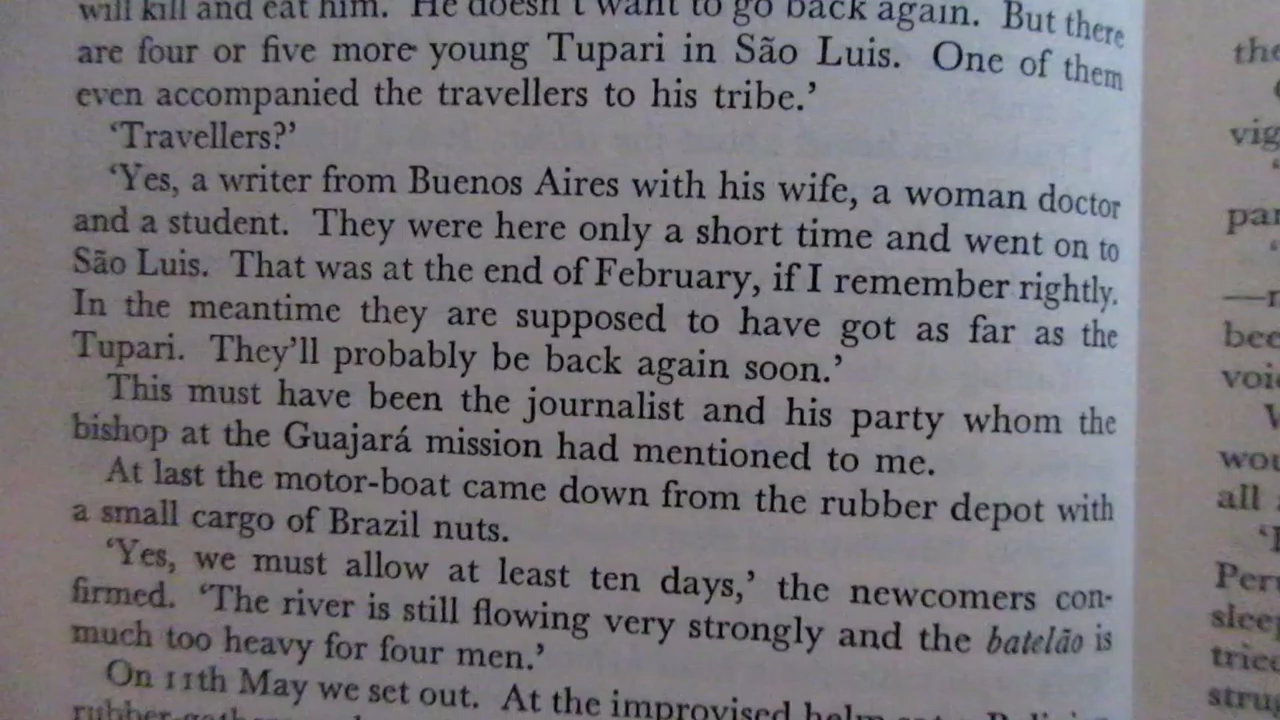 will kill and eat him. He doesn't want to go back again. But there
are four or five more young Tupari in São Luis. One of them
even accompanied the travellers to his tribe.’
‘Travellers?’
‘Yes, a writer from Buenos Aires with his wife, a woman doctor
and a student. They were here only a short time and went on to
São Luis. That was at the end of February, if I remember rightly.
In the meantime they are supposed to have got as far as the
Tupari. They’ll probably be back again soon.’
This must have been the journalist and his party whom the
bishop at the Guajará mission had mentioned to me.
At last the motor-boat came down from the rubber depot with
a small cargo of Brazil nuts.
‘Yes, we must allow at least ten days,’ the newcomers con-
firmed. ‘The river is still flowing very strongly and the batelão is
much too heavy for four men.’
On 11th May we set out. At the improvised helm
all